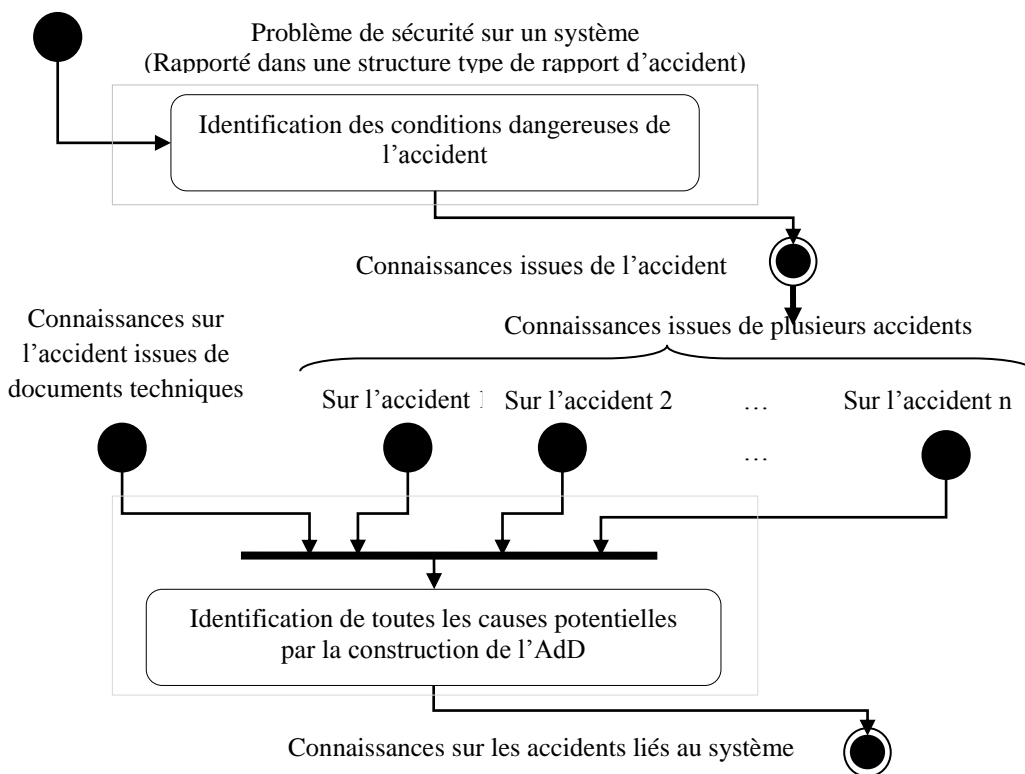 Problème de sécurité sur un système
(Rapporté dans une structure type de rapport d’accident)
Identification des conditions dangereuses de
l’accident
Connaissances issues de l’accident
Connaissances sur
l’accident issues de
documents techniques
Connaissances issues de plusieurs accidents
Sur l’accident 1
Sur l’accident 2
…
Sur l’accident n
…
Identification de toutes les causes potentielles
par la construction de l’AdD
Connaissances sur les accidents liés au système